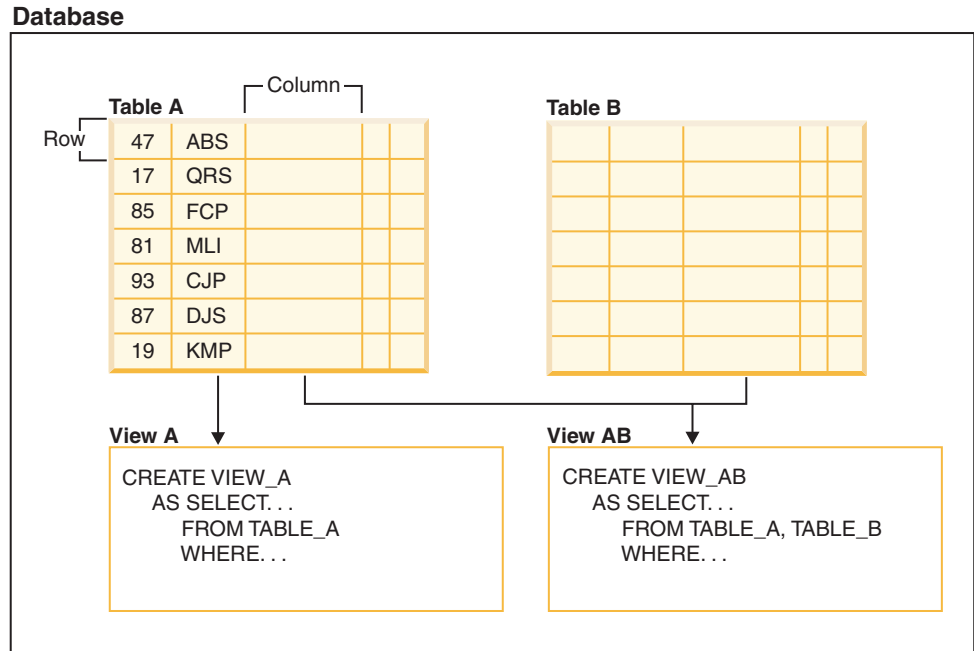 Database
Column
Table A
Table B
Row
47 ABS
17 QRS
85 FCP
81 MLI
93 CJP
87 DJS
19 KMP
View A
CREATE VIEW_A
AS SELECT. . .
FROM TABLE_A
WHERE. . .
View AB
CREATE VIEW_AB
AS SELECT. . .
FROM TABLE_A, TABLE_B
WHERE. . .